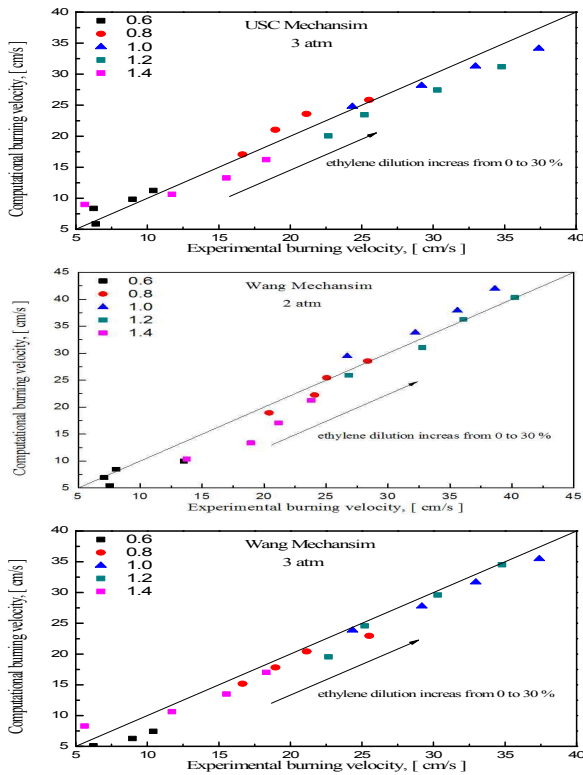 40
35
30
25
20
15
10
5
Computational burning velocity, [ cm/s ]
0.6
0.8
1.0
1.2
1.4
USC Mechansim
3 atm
ethylene dilution increas from 0 to 30 %
5 10 15 20 25 30 35 40
Experimental burning velocity, [ cm/s ]
45
40
35
30
25
20
15
10
5
Computational burning velocity, [ cm/s ]
0.6
0.8
1.0
1.2
1.4
Wang Mechansim
2 atm
ethylene dilution increas from 0 to 30 %
5 10 15 20 25 30 35 40 45
Experimental burning velocity, [ cm/s ]
40
35
30
25
20
15
10
5
Computational burning velocity, [ cm/s ]
0.6
0.8
1.0
1.2
1.4
Wang Mechansim
3 atm
ethylene dilution increas from 0 to 30 %
5 10 15 20 25 30 35 40
Experimental burning velocity, [ cm/s ]